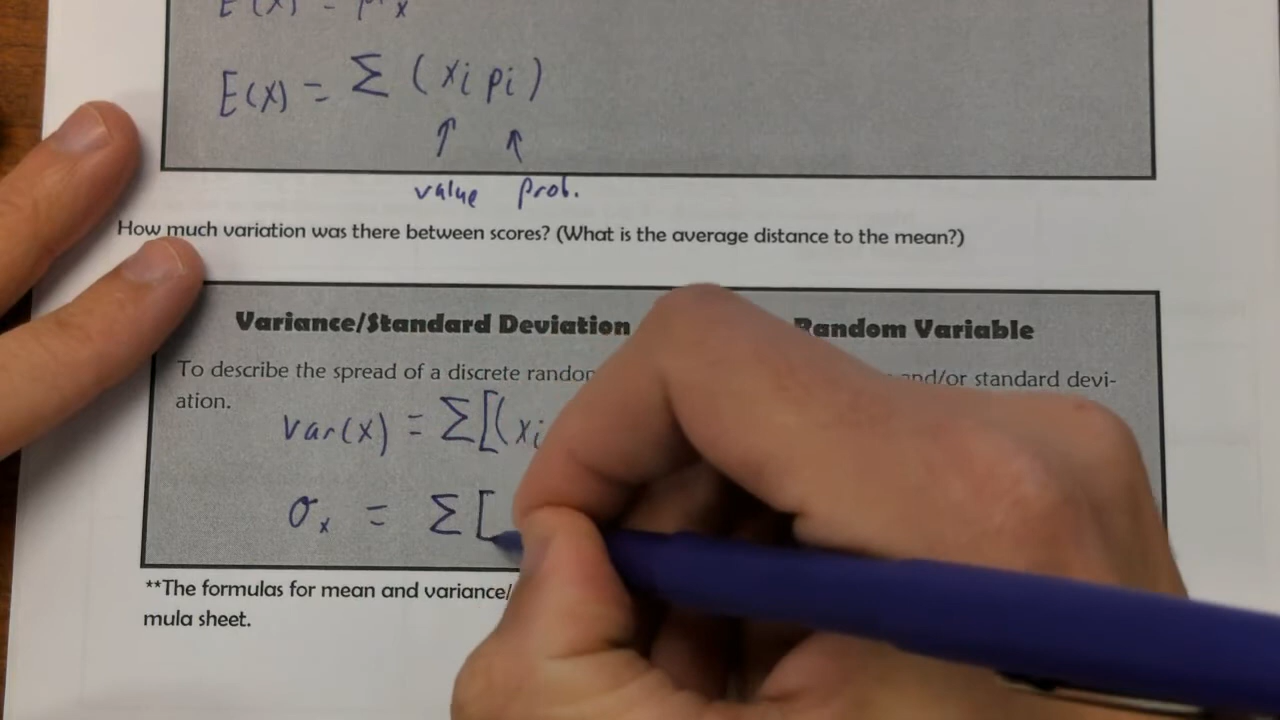 E(X) = μx
E(X) = Σ (xi pi)
↑ ↑
value prob.
How much variation was there between scores? (What is the average distance to the mean?)
Variance/Standard Deviation Random Variable
To describe the spread of a discrete and/or standard devi-
ation.
var(X) = Σ[(xi
σx = Σ[
**The formulas for mean and variance/
mula sheet.